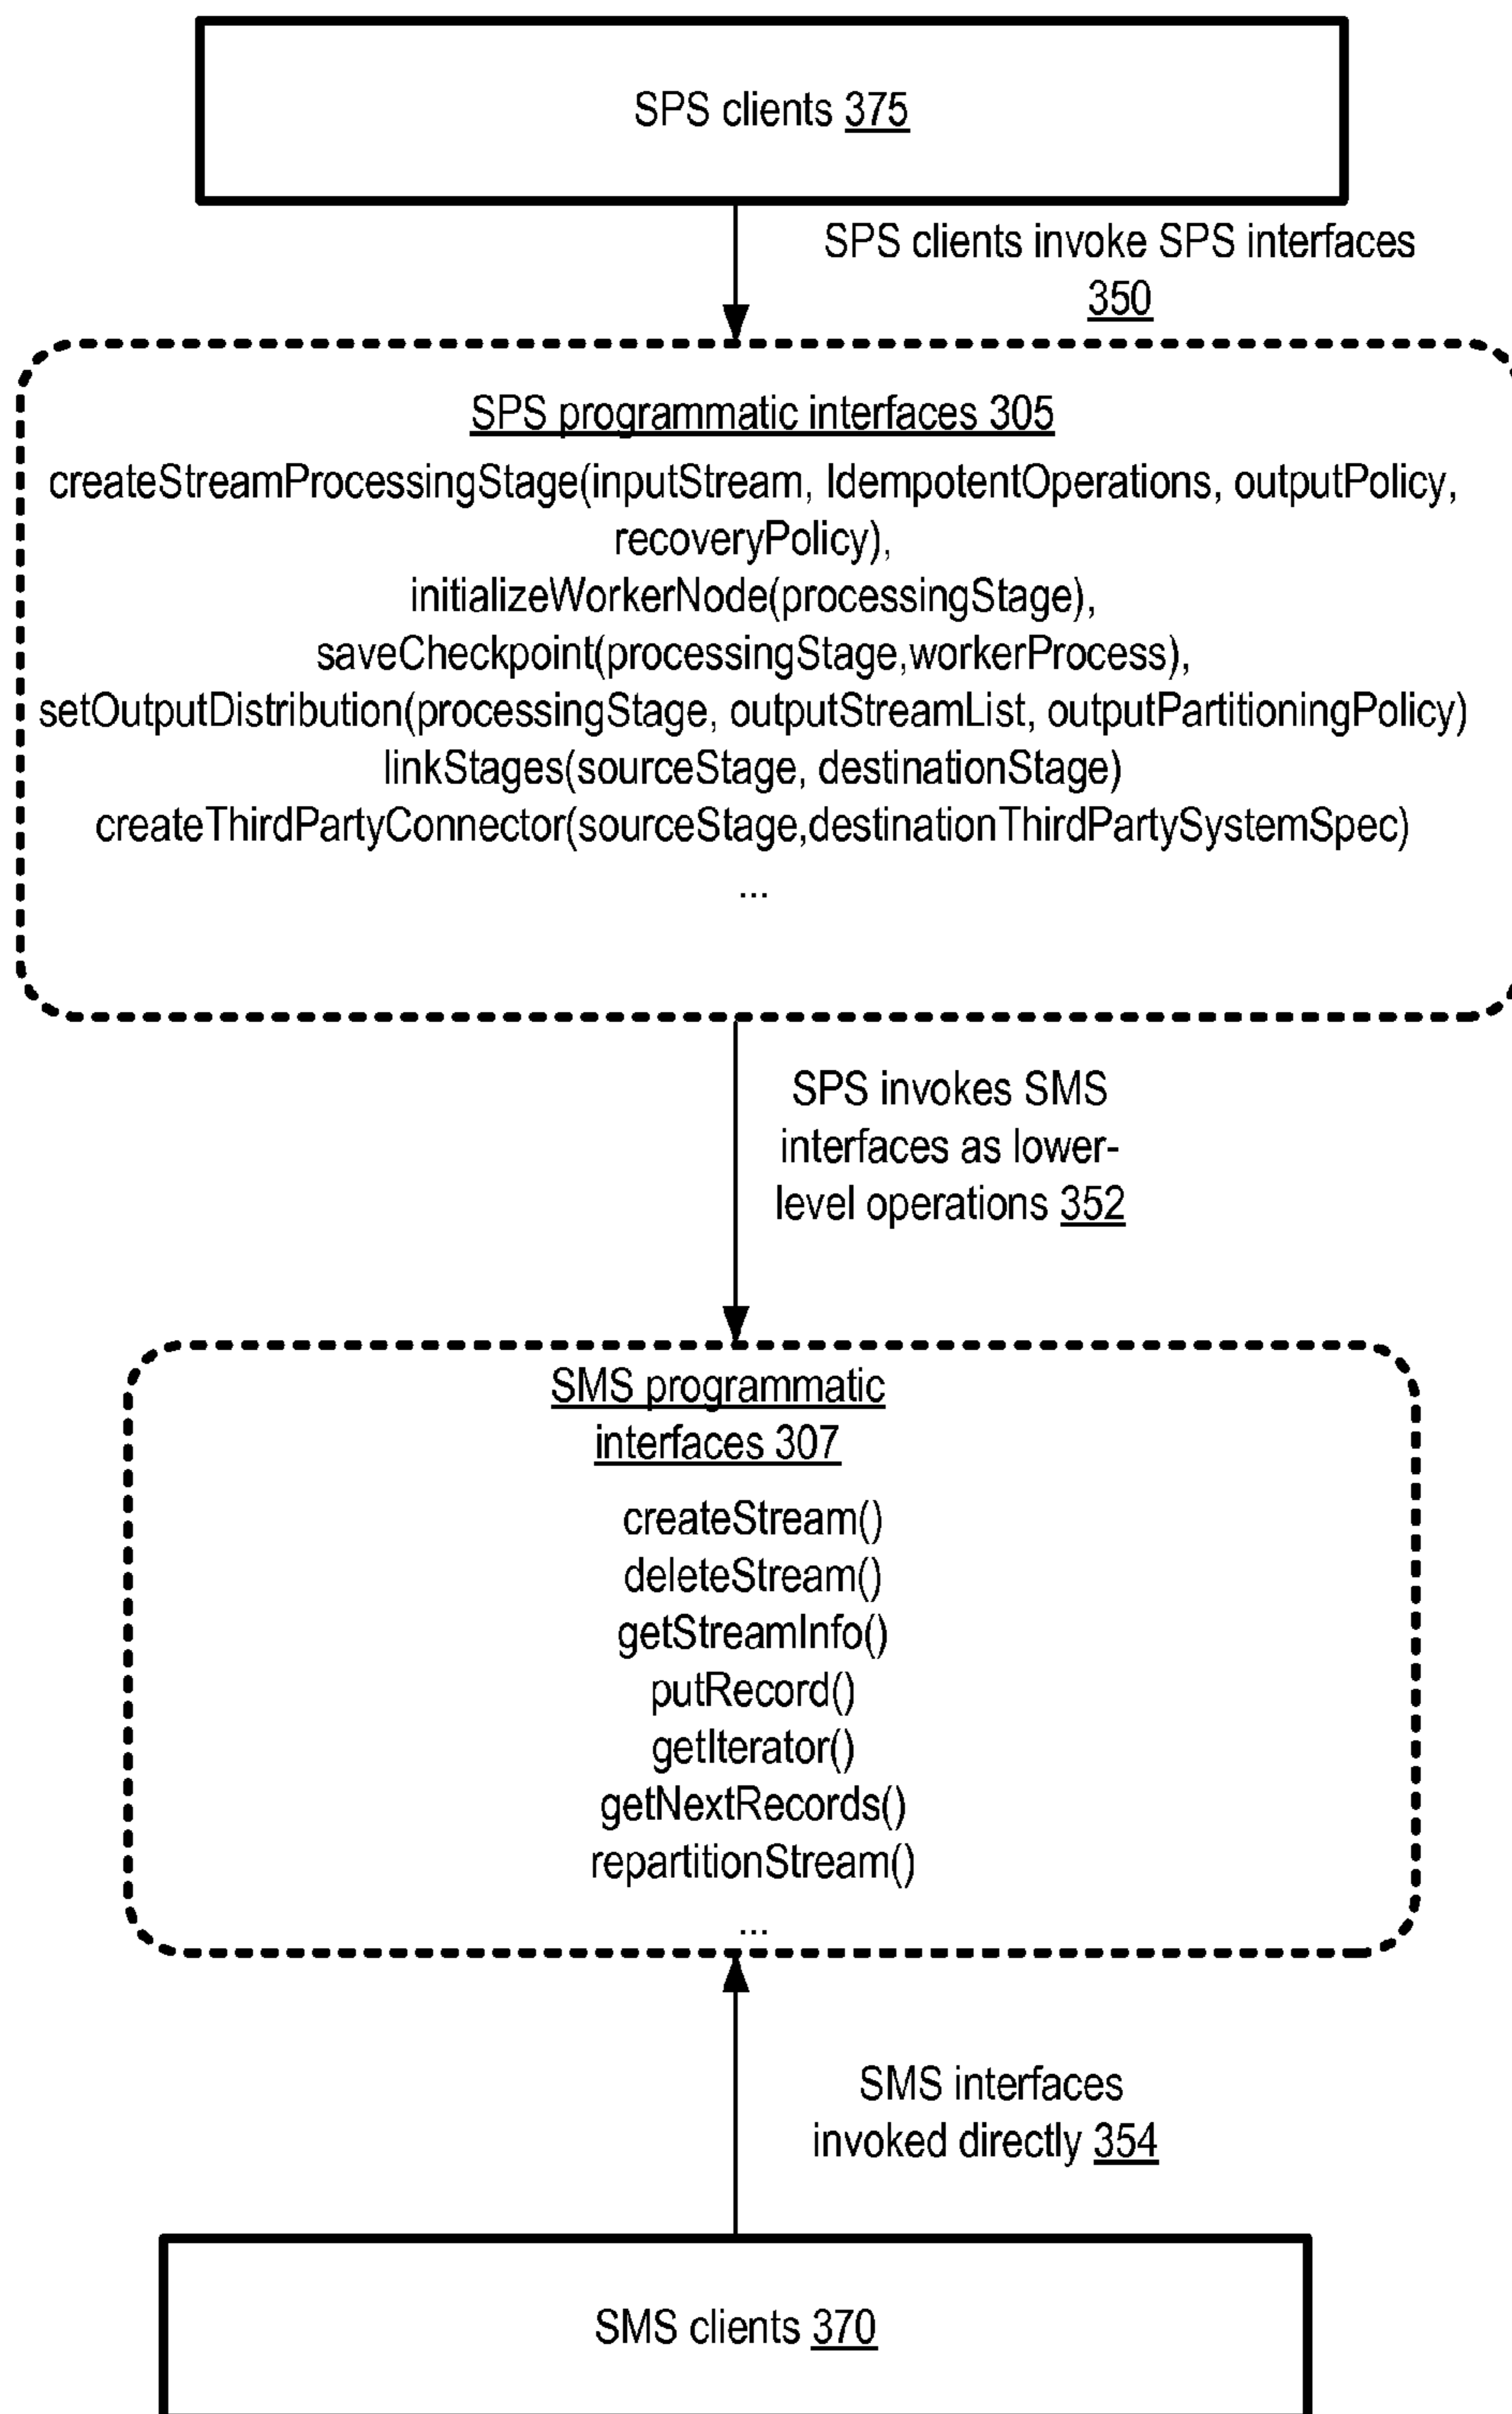 SPS clients 375
SPS clients invoke SPS interfaces
350
SPS programmatic interfaces 305
createStreamProcessingStage(inputStream, IdempotentOperations, outputPolicy,
recoveryPolicy),
initializeWorkerNode(processingStage),
saveCheckpoint(processingStage,workerProcess),
setOutputDistribution(processingStage, outputStreamList, outputPartitioningPolicy)
linkStages(sourceStage, destinationStage)
createThirdPartyConnector(sourceStage,destinationThirdPartySystemSpec)
...
SPS invokes SMS
interfaces as lower-
level operations 352
SMS programmatic
interfaces 307
createStream()
deleteStream()
getStreamInfo()
putRecord()
getIterator()
getNextRecords()
repartitionStream()
...
SMS interfaces
invoked directly 354
SMS clients 370